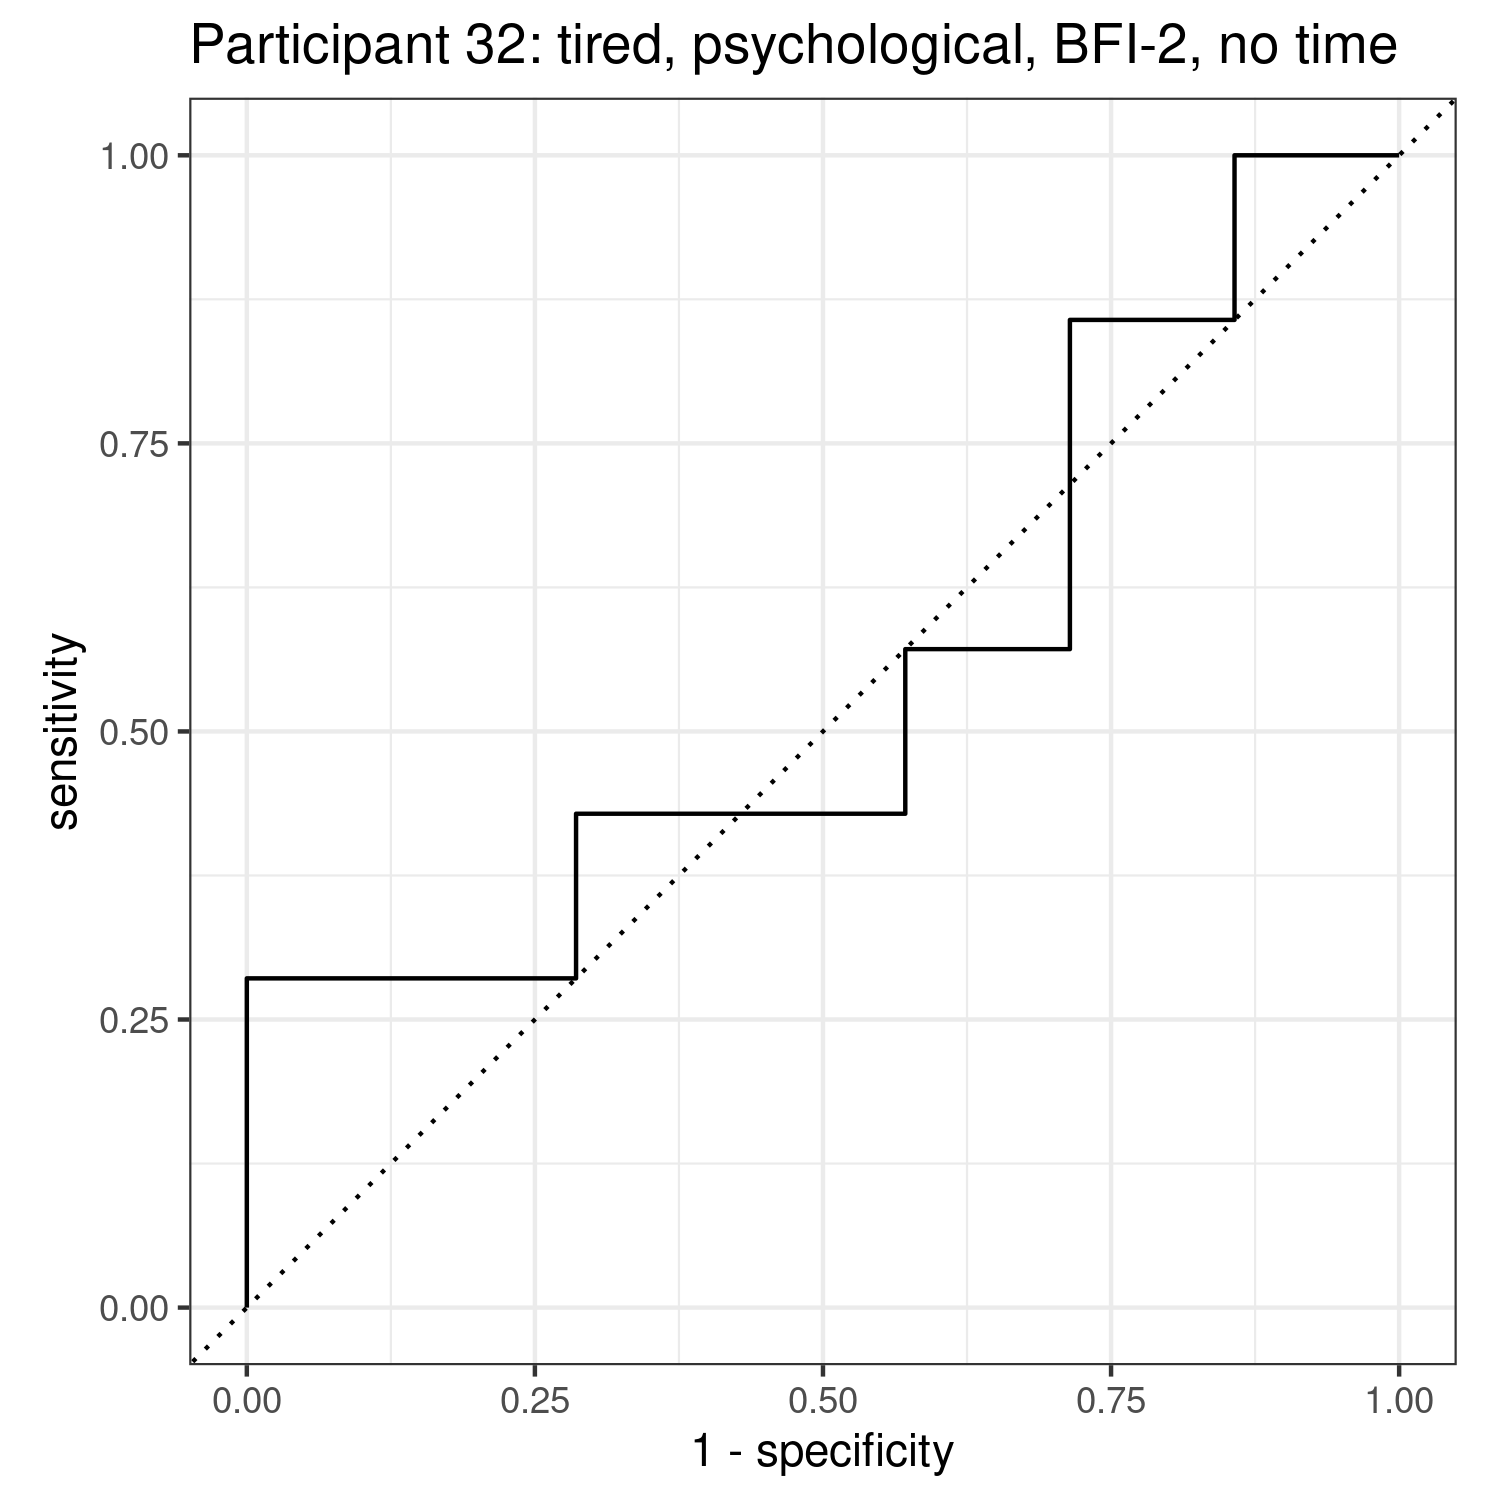 Participant 32: tired, psychological, BFI-2, no time
1.00
0.75
0.50
0.25
0.00
sensitivity
0.00 0.25 0.50 0.75 1.00
1 - specificity